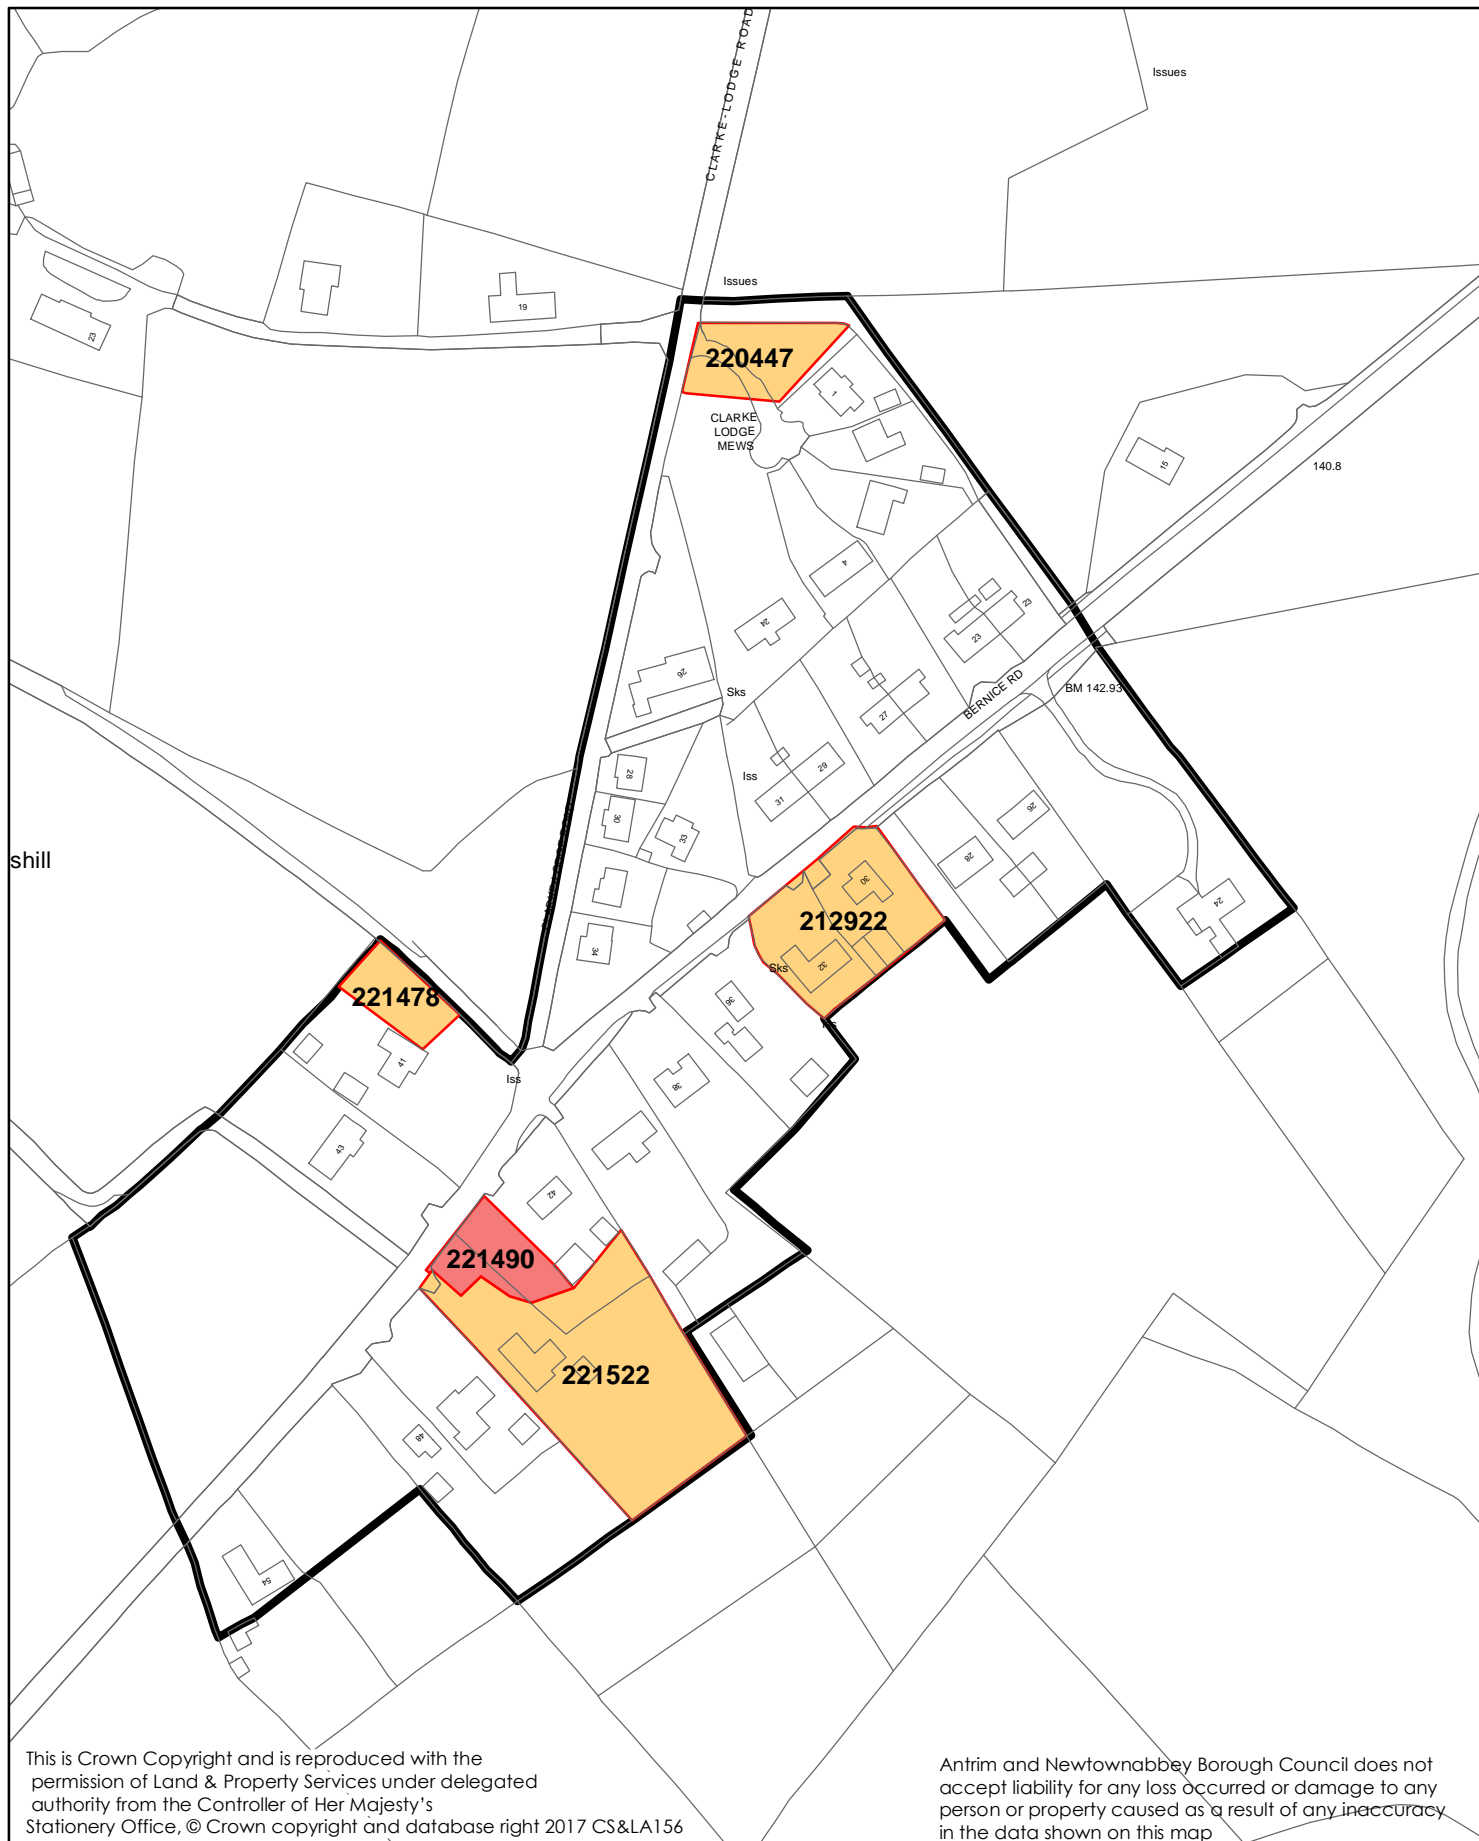 CLARKE-LODGE ROAD
Issues
Issues
19
23
220447
1
CLARKE
LODGE
MEWS
15
140.8
4
24
23
23
26
Sks
BERNICE RD
BM 142.93
27
28
Iss
29
31
30
33
26
28
shill
30
212922
24
34
32
Sks
221478
36
41
Iss
38
43
42
221490
221522
48
54
This is Crown Copyright and is reproduced with the
permission of Land & Property Services under delegated
authority from the Controller of Her Majesty's
Stationery Office, © Crown copyright and database right 2017 CS&LA156
Antrim and Newtownabbey Borough Council does not
accept liability for any loss occurred or damage to any
person or property caused as a result of any inaccuracy
in the data shown on this map